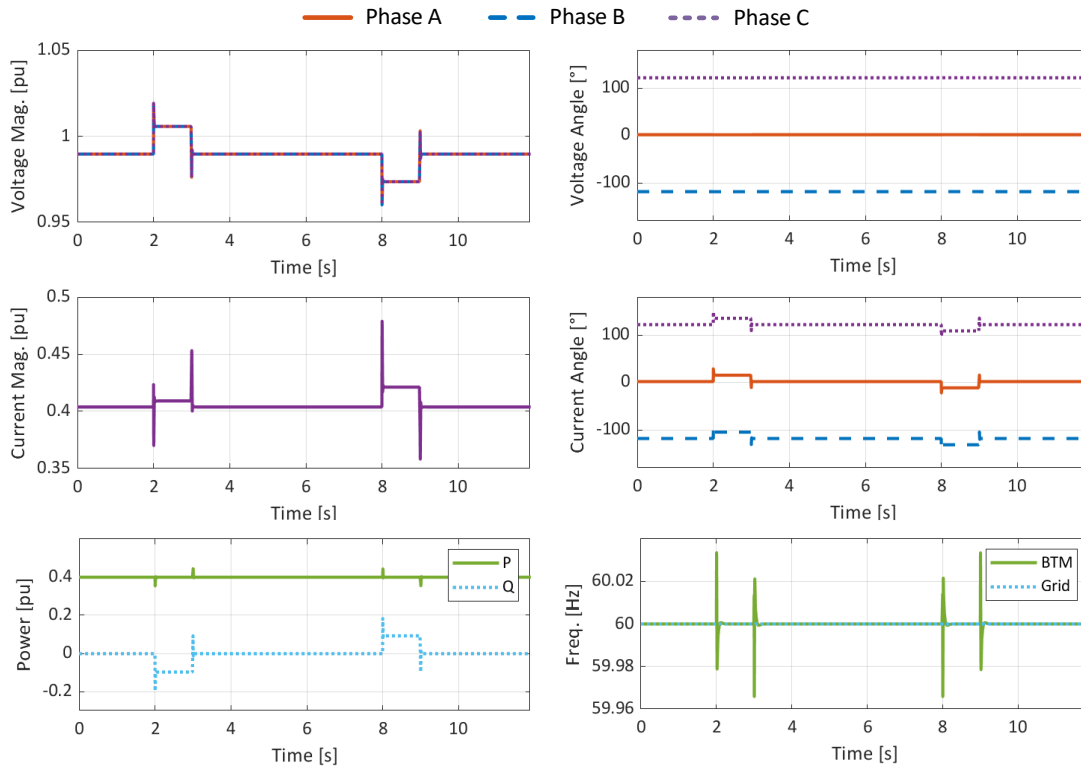 Phase A Phase B Phase C
Voltage Mag. [pu]
1.05
1
0.95
0 2 4 6 8 10
Time [s]
Voltage Angle [°]
100
0
-100
0 2 4 6 8 10
Time [s]
Current Mag. [pu]
0.5
0.45
0.4
0.35
0 2 4 6 8 10
Time [s]
Current Angle [°]
100
0
-100
0 2 4 6 8 10
Time [s]
Power [pu]
0.4
0.2
0
-0.2
P
Q
0 2 4 6 8 10
Time [s]
Freq. [Hz]
60.02
60
59.98
59.96
BTM
Grid
0 2 4 6 8 10
Time [s]